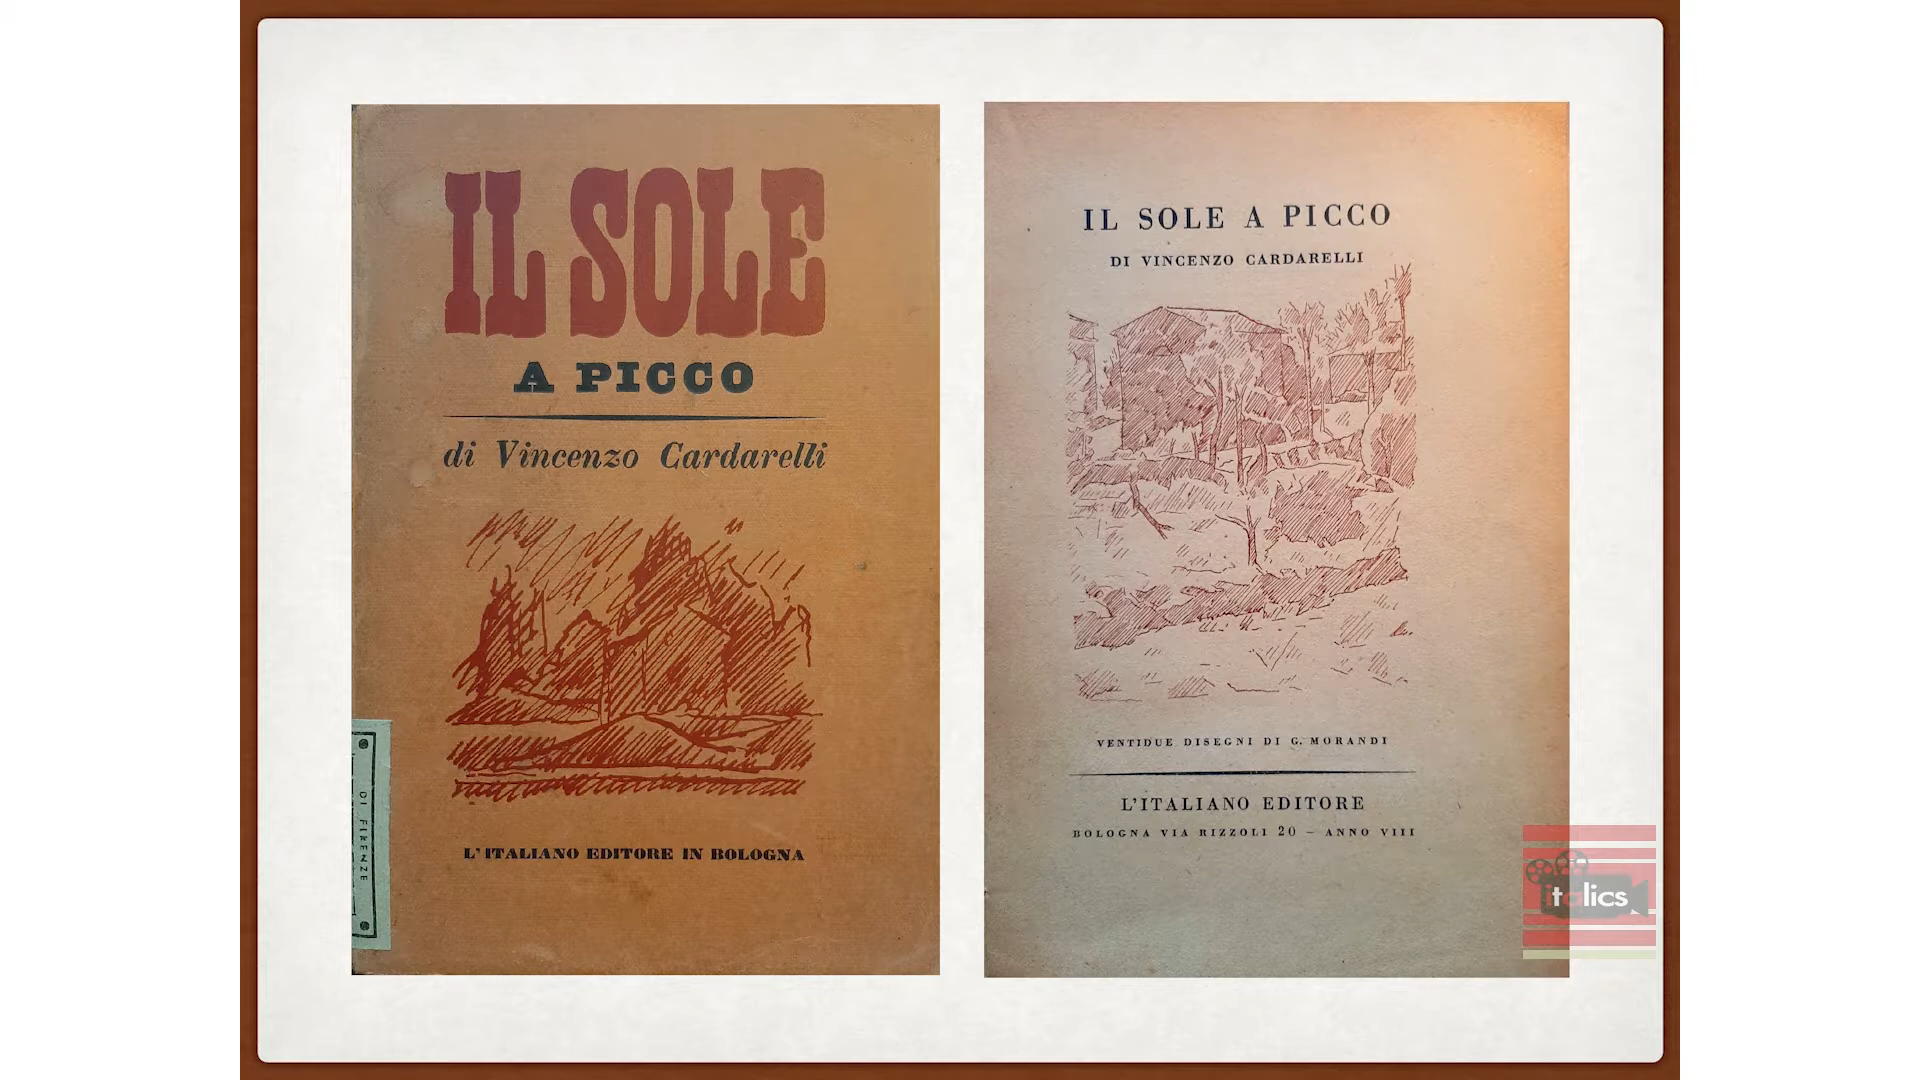 IL SOLE
A PICCO
di Vincenzo Cardarelli
L'ITALIANO EDITORE IN BOLOGNA
DI FIRENZE
IL SOLE A PICCO
DI VINCENZO CARDARELLI
VENTIDUE DISEGNI DI G. MORANDI
L'ITALIANO EDITORE
BOLOGNA VIA RIZZOLI 20 – ANNO VIII
italics